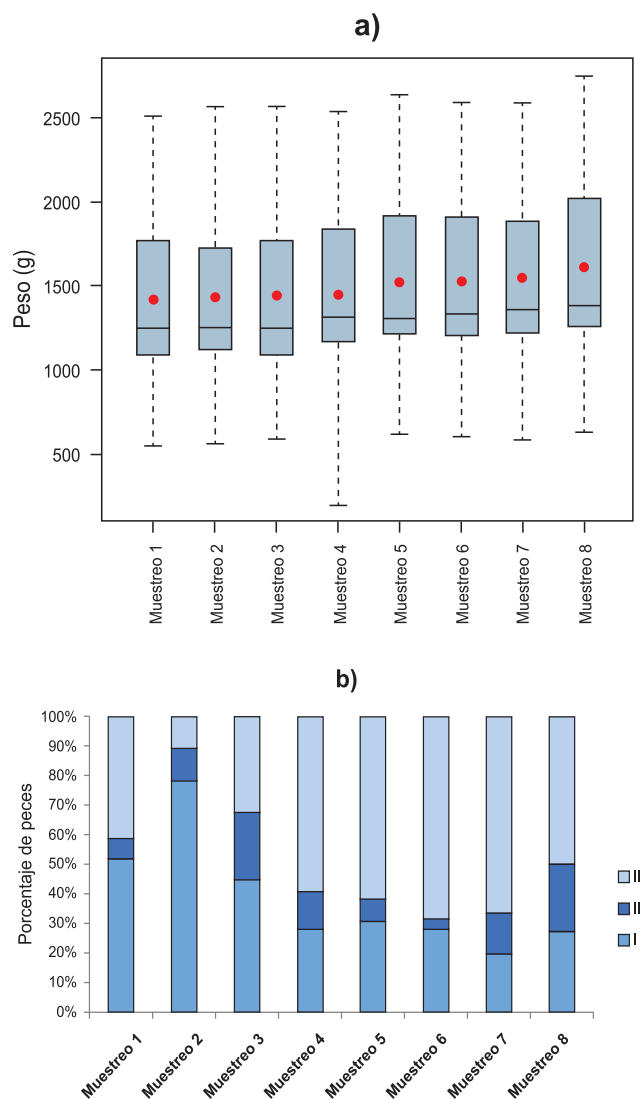 a)
Peso (g)
2500
2000
1500
1000
500
Muestreo 1
Muestreo 2
Muestreo 3
Muestreo 4
Muestreo 5
Muestreo 6
Muestreo 7
Muestreo 8
b)
Porcentaje de peces
100%
90%
80%
70%
60%
50%
40%
30%
20%
10%
0%
II
II
I
Muestreo 1
Muestreo 2
Muestreo 3
Muestreo 4
Muestreo 5
Muestreo 6
Muestreo 7
Muestreo 8